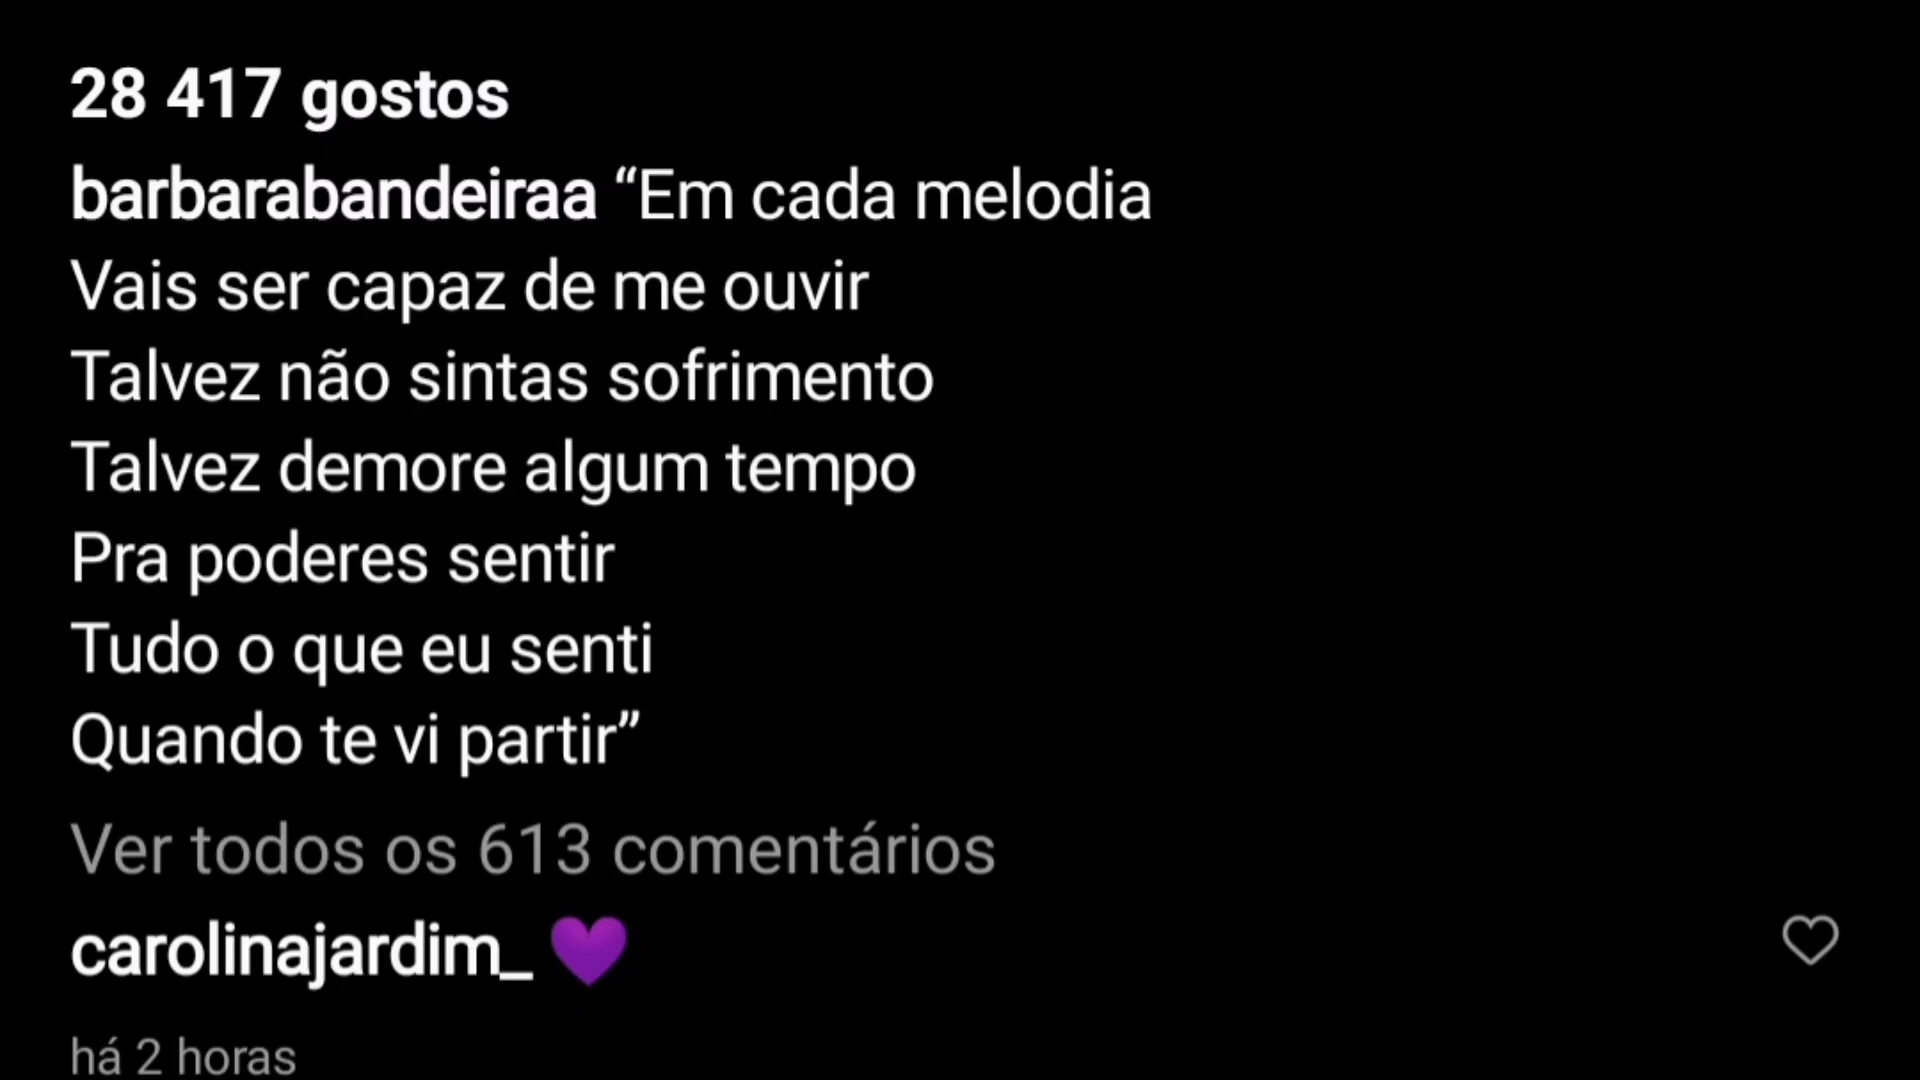 28 417 gostos
barbarabandeiraa “Em cada melodia
Vais ser capaz de me ouvir
Talvez não sintas sofrimento
Talvez demore algum tempo
Pra poderes sentir
Tudo o que eu senti
Quando te vi partir”
Ver todos os 613 comentários
carolinajardim_ 💜
há 2 horas